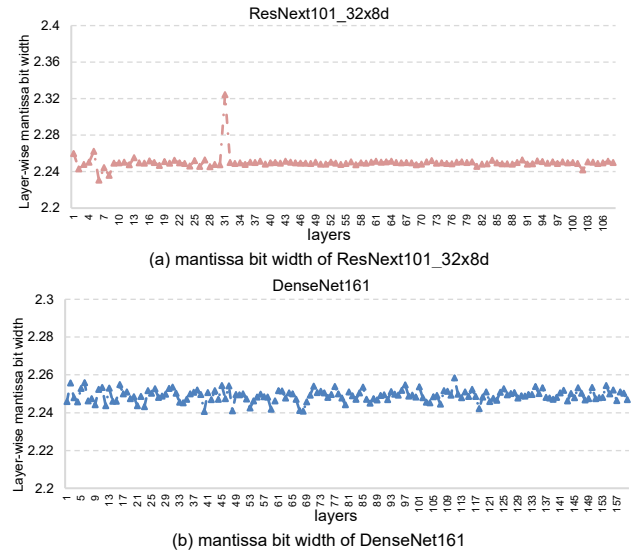 ResNext101_32x8d
Layer-wise mantissa bit width
2.4
2.36
2.32
2.28
2.24
2.2
1 4 7 10 13 16 19 22 25 28 31 34 37 40 43 46 49 52 55 58 61 64 67 70 73 76 79 82 85 88 91 94 97 100 103 106
layers
(a) mantissa bit width of ResNext101_32x8d
DenseNet161
Layer-wise mantissa bit width
2.3
2.28
2.26
2.24
2.22
2.2
1 5 9 13 17 21 25 29 33 37 41 45 49 53 57 61 65 69 73 77 81 85 89 93 97 101 105 109 113 117 121 125 129 133 137 141 145 149 153 157
layers
(b) mantissa bit width of DenseNet161